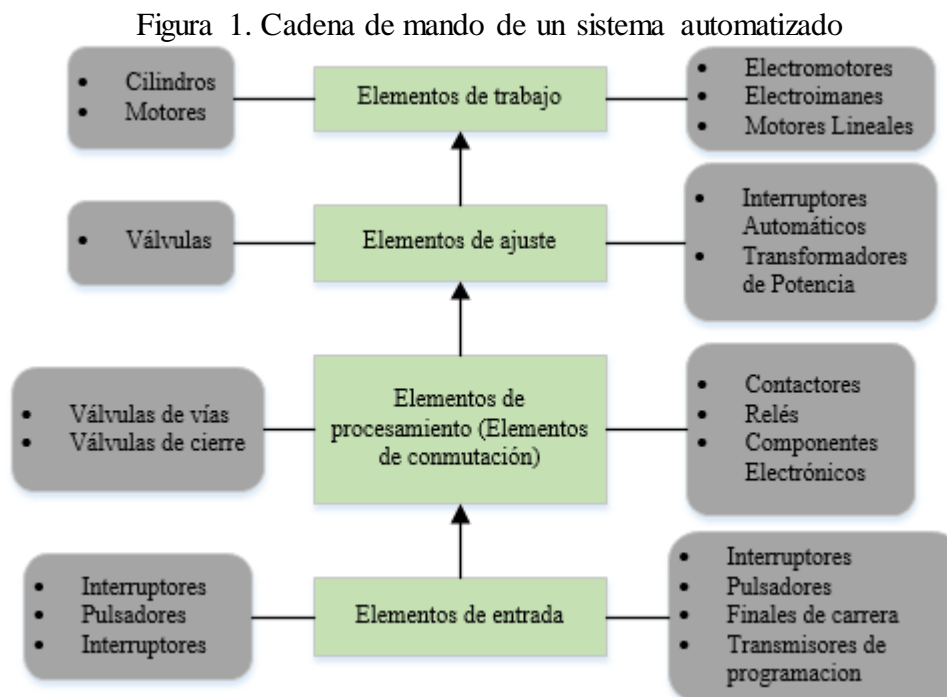 Figura 1. Cadena de mando de un sistema automatizado
• Cilindros
• Motores
Elementos de trabajo
• Electromotores
• Electroimanes
• Motores Lineales
• Válvulas
Elementos de ajuste
• Interruptores
Automáticos
• Transformadores
de Potencia
• Válvulas de vías
• Válvulas de cierre
Elementos de
procesamiento (Elementos
de conmutación)
• Contactores
• Relés
• Componentes
Electrónicos
• Interruptores
• Pulsadores
• Interruptores
Elementos de entrada
• Interruptores
• Pulsadores
• Finales de carrera
• Transmisores de
programacion